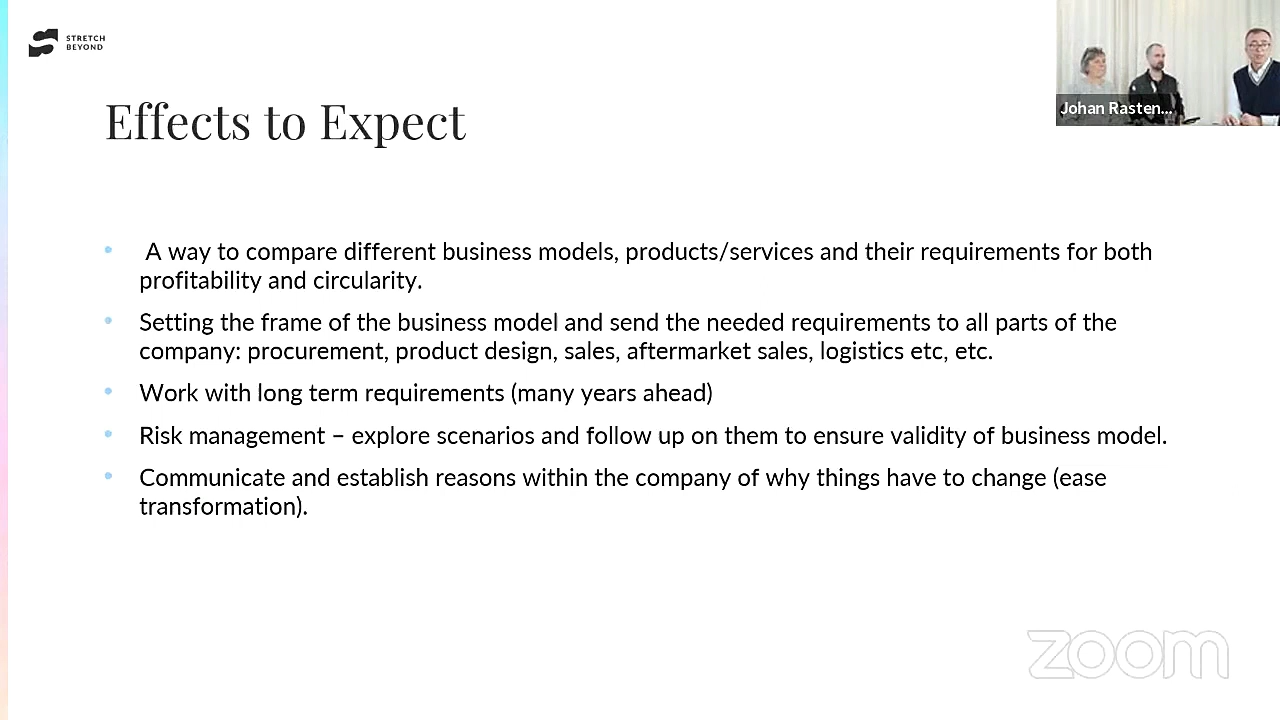 STRETCH
BEYOND
Johan Rasten...
Effects to Expect
A way to compare different business models, products/services and their requirements for both
profitability and circularity.
Setting the frame of the business model and send the needed requirements to all parts of the
company: procurement, product design, sales, aftermarket sales, logistics etc, etc.
Work with long term requirements (many years ahead)
Risk management – explore scenarios and follow up on them to ensure validity of business model.
Communicate and establish reasons within the company of why things have to change (ease
transformation).
zoom